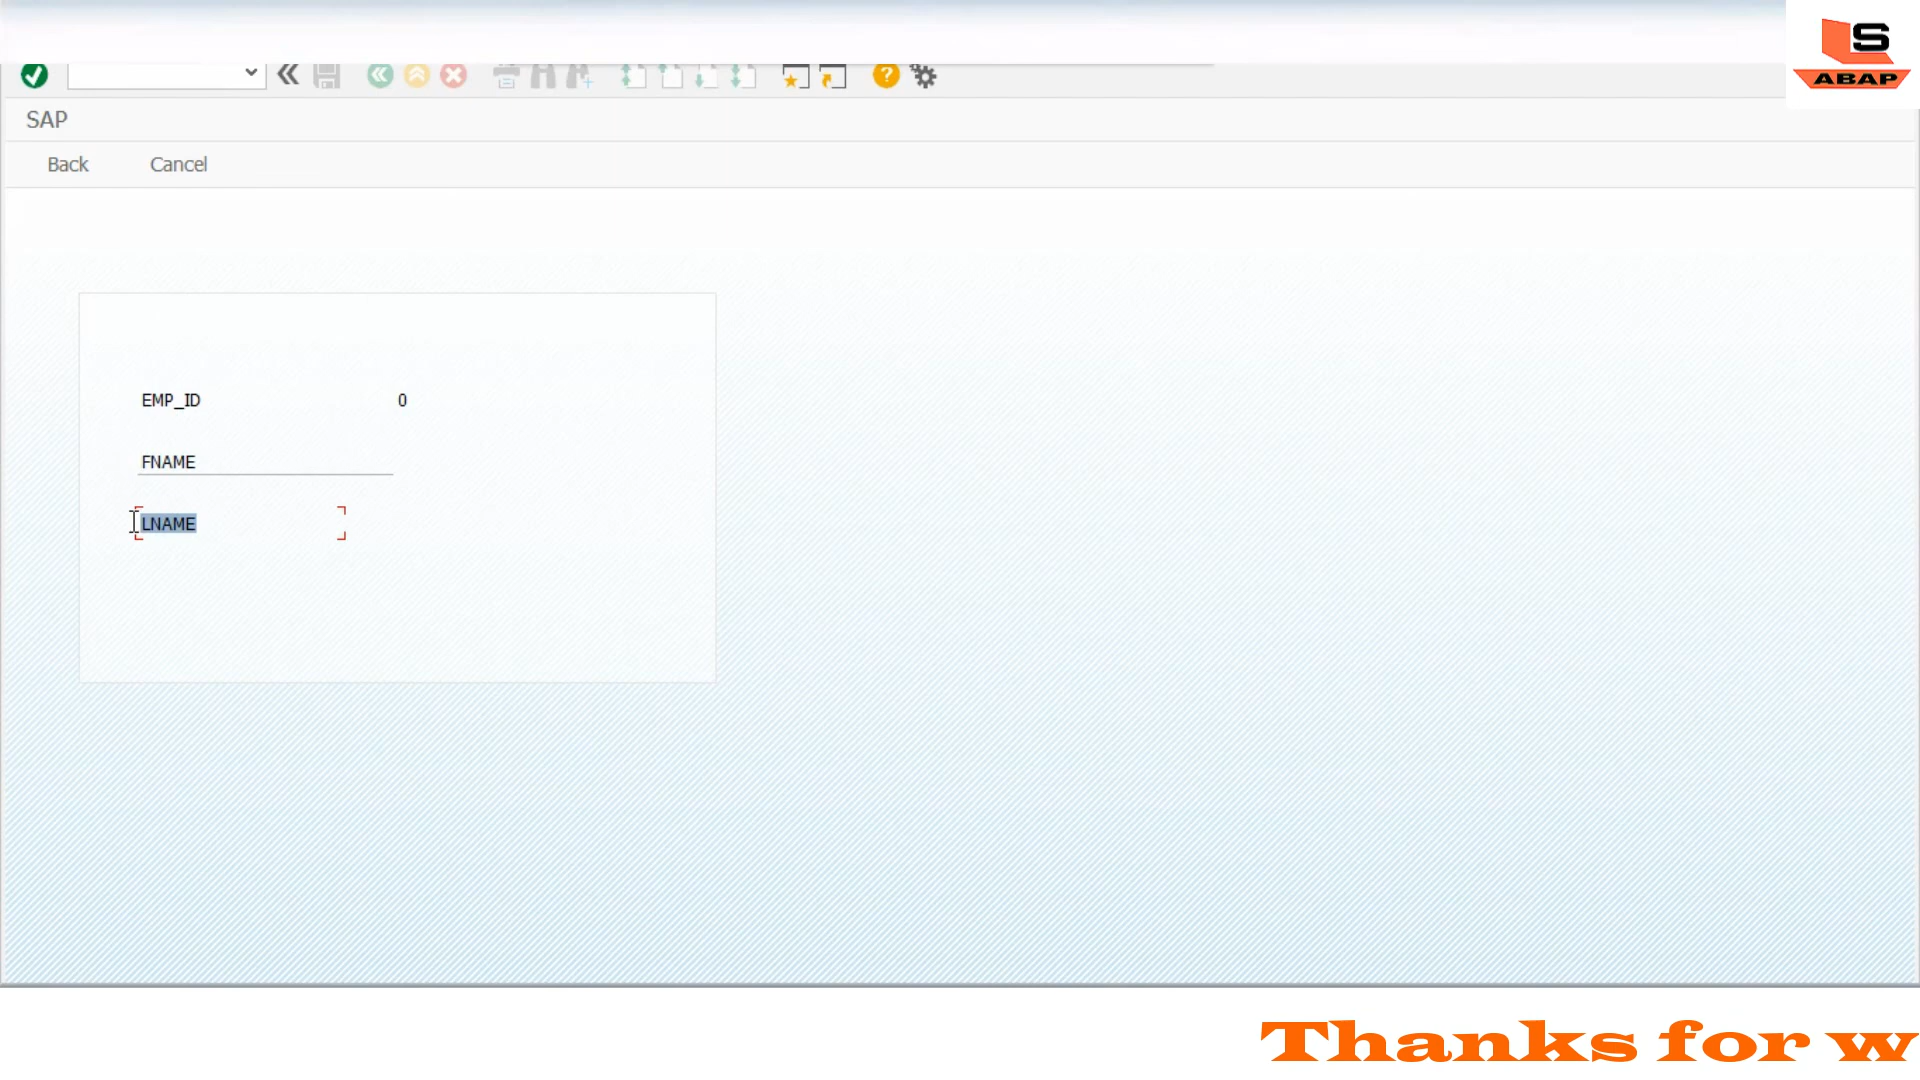 S
ABAP
?
SAP
Back Cancel
EMP_ID 0
FNAME
LNAME
Thanks for w